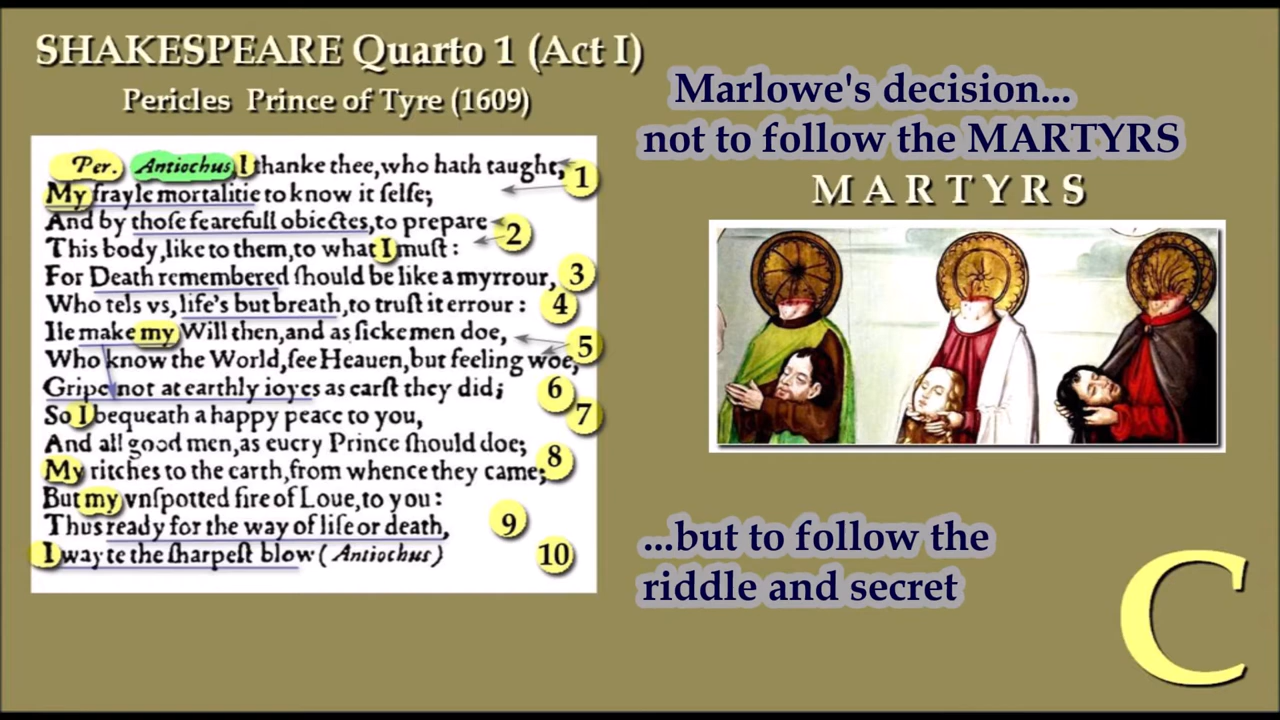 SHAKESPEARE Quarto 1 (Act I)
Pericles Prince of Tyre (1609)
Per. Antiochus I thanke thee, who hath taught, 1
My frayle mortalitie to know it ſelfe;
And by thoſe fearefull obiectes, to prepare 2
This body, like to them, to what I muſt:
For Death remembered ſhould be like a myrrour, 3
Who tels vs, life's but breath, to truſt it errour: 4
Ile make my Will then, and as ſicke men doe, 5
Who know the World, ſee Heauen, but feeling woe,
Gripe not at earthly ioyes as earſt they did; 6
So I bequeath a happy peace to you, 7
And all good men, as euery Prince ſhould doe;
My ritches to the earth, from whence they came; 8
But my vnſpotted fire of Loue, to you:
Thus ready for the way of life or death, 9
I wayte the ſharpeſt blow (Antiochus) 10
Marlowe's decision...
not to follow the MARTYRS
MARTYRS
...but to follow the
riddle and secret
C